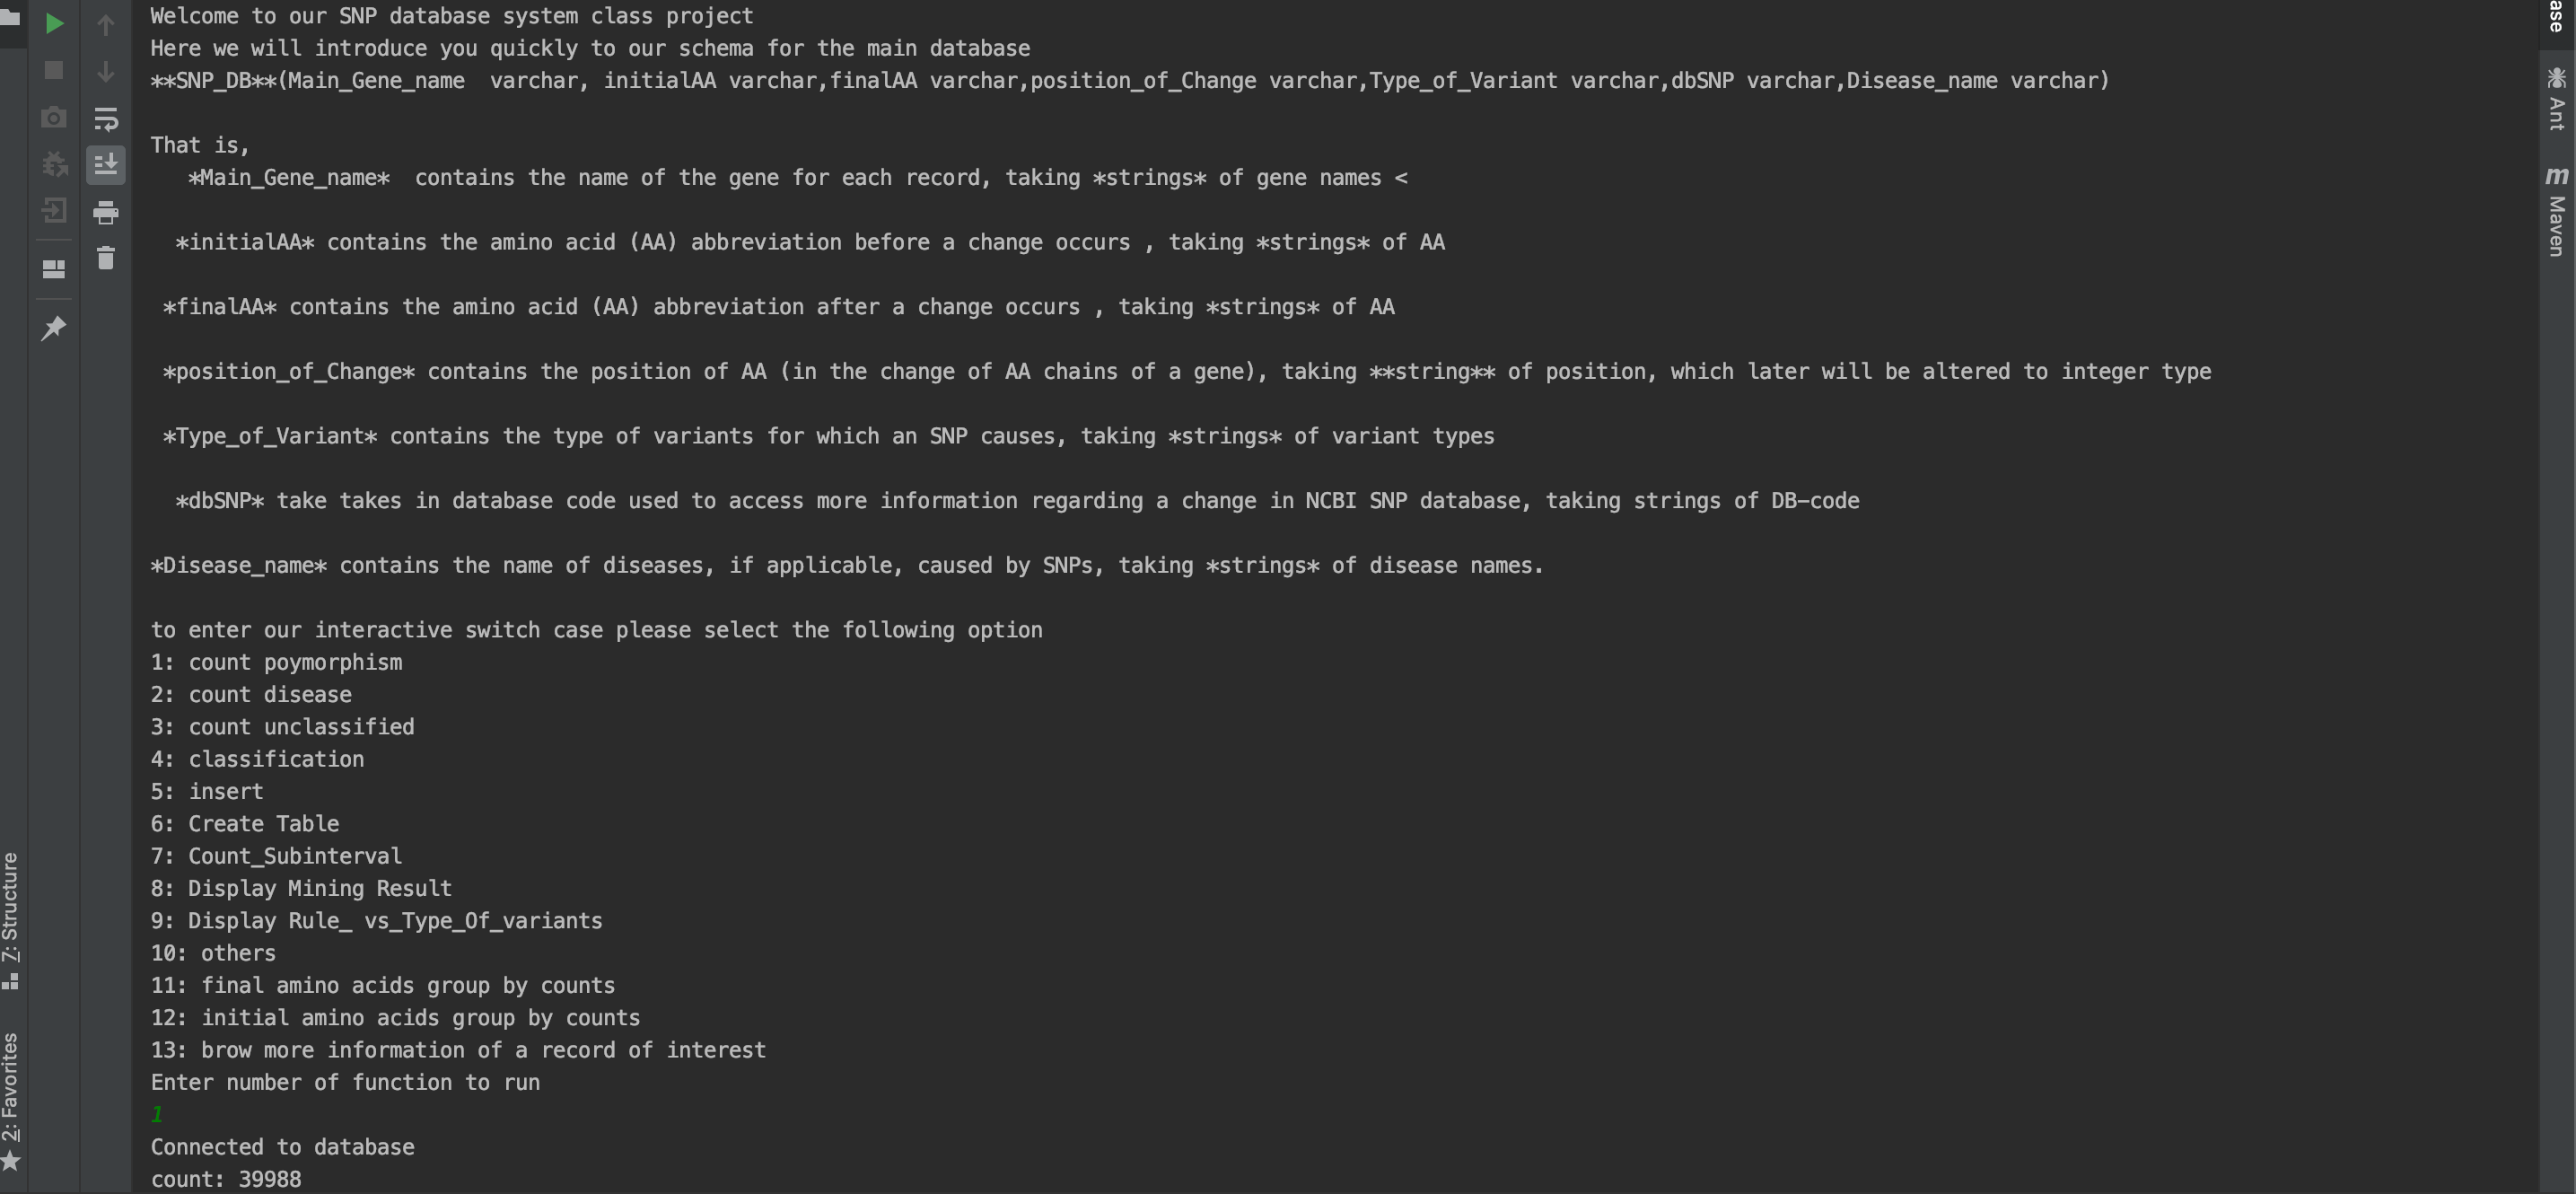 Welcome to our SNP database system class project
Here we will introduce you quickly to our schema for the main database
**SNP_DB**(Main_Gene_name  varchar, initialAA varchar,finalAA varchar,position_of_Change varchar,Type_of_Variant varchar,dbSNP varchar,Disease_name varchar)
That is,
*Main_Gene_name*  contains the name of the gene for each record, taking *strings* of gene names <
*initialAA* contains the amino acid (AA) abbreviation before a change occurs , taking *strings* of AA
*finalAA* contains the amino acid (AA) abbreviation after a change occurs , taking *strings* of AA
*position_of_Change* contains the position of AA (in the change of AA chains of a gene), taking **string** of position, which later will be altered to integer type
*Type_of_Variant* contains the type of variants for which an SNP causes, taking *strings* of variant types
*dbSNP* take takes in database code used to access more information regarding a change in NCBI SNP database, taking strings of DB-code
*Disease_name* contains the name of diseases, if applicable, caused by SNPs, taking *strings* of disease names.
to enter our interactive switch case please select the following option
1: count poymorphism
2: count disease
3: count unclassified
4: classification
5: insert
6: Create Table
7: Count_Subinterval
8: Display Mining Result
9: Display Rule_ vs_Type_Of_variants
10: others
11: final amino acids group by counts
12: initial amino acids group by counts
13: brow more information of a record of interest
Enter number of function to run
1
Connected to database
count: 39988
7: Structure
2: Favorites
ase
Ant
m Maven